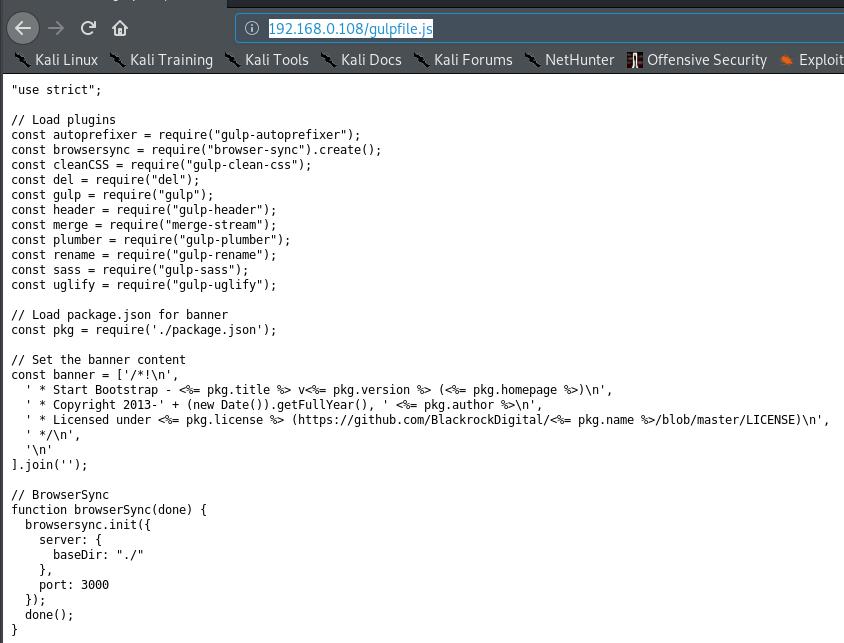 192.168.0.108/gulpfile.js
Kali Linux Kali Training Kali Tools Kali Docs Kali Forums NetHunter Offensive Security Exploit
"use strict";
// Load plugins
const autoprefixer = require("gulp-autoprefixer");
const browsersync = require("browser-sync").create();
const cleanCSS = require("gulp-clean-css");
const del = require("del");
const gulp = require("gulp");
const header = require("gulp-header");
const merge = require("merge-stream");
const plumber = require("gulp-plumber");
const rename = require("gulp-rename");
const sass = require("gulp-sass");
const uglify = require("gulp-uglify");
// Load package.json for banner
const pkg = require('./package.json');
// Set the banner content
const banner = ['/*!\n',
  ' * Start Bootstrap - <%= pkg.title %> v<%= pkg.version %> (<%= pkg.homepage %>)\n',
  ' * Copyright 2013-' + (new Date()).getFullYear(), ' <%= pkg.author %>\n',
  ' * Licensed under <%= pkg.license %> (https://github.com/BlackrockDigital/<%= pkg.name %>/blob/master/LICENSE)\n',
  ' */\n',
  '\n'
].join('');
// BrowserSync
function browserSync(done) {
  browsersync.init({
    server: {
      baseDir: "./"
    },
    port: 3000
  });
  done();
}